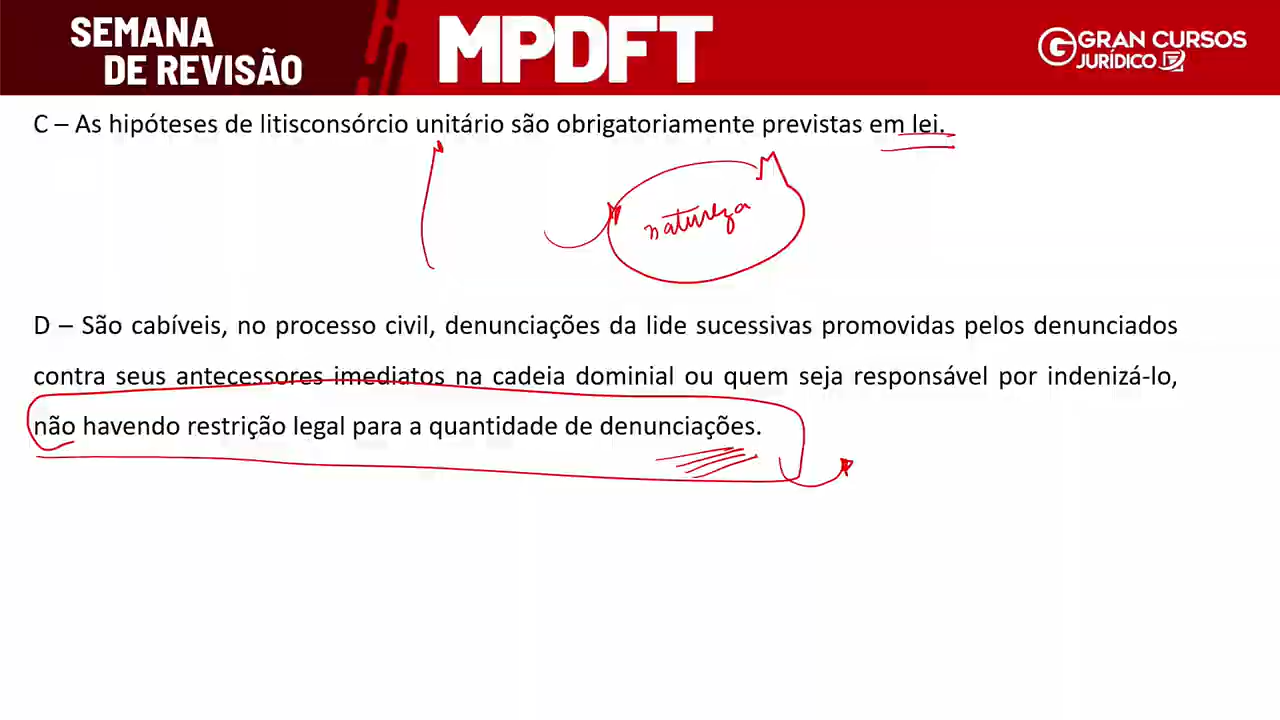 SEMANA
DE REVISÃO
MPDFT
GRAN CURSOS
JURÍDICO
C – As hipóteses de litisconsórcio unitário são obrigatoriamente previstas em lei.
natureza
D – São cabíveis, no processo civil, denunciações da lide sucessivas promovidas pelos denunciados
contra seus antecessores imediatos na cadeia dominial ou quem seja responsável por indenizá-lo,
não havendo restrição legal para a quantidade de denunciações.